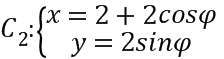 C₂:{x = 2 + 2cosφ
y = 2sinφ